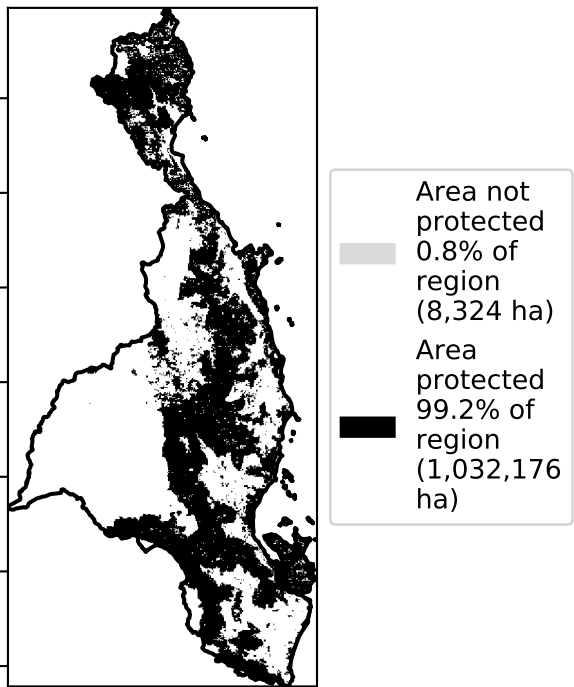 Area not
protected
0.8% of
region
(8,324 ha)
Area
protected
99.2% of
region
(1,032,176
ha)